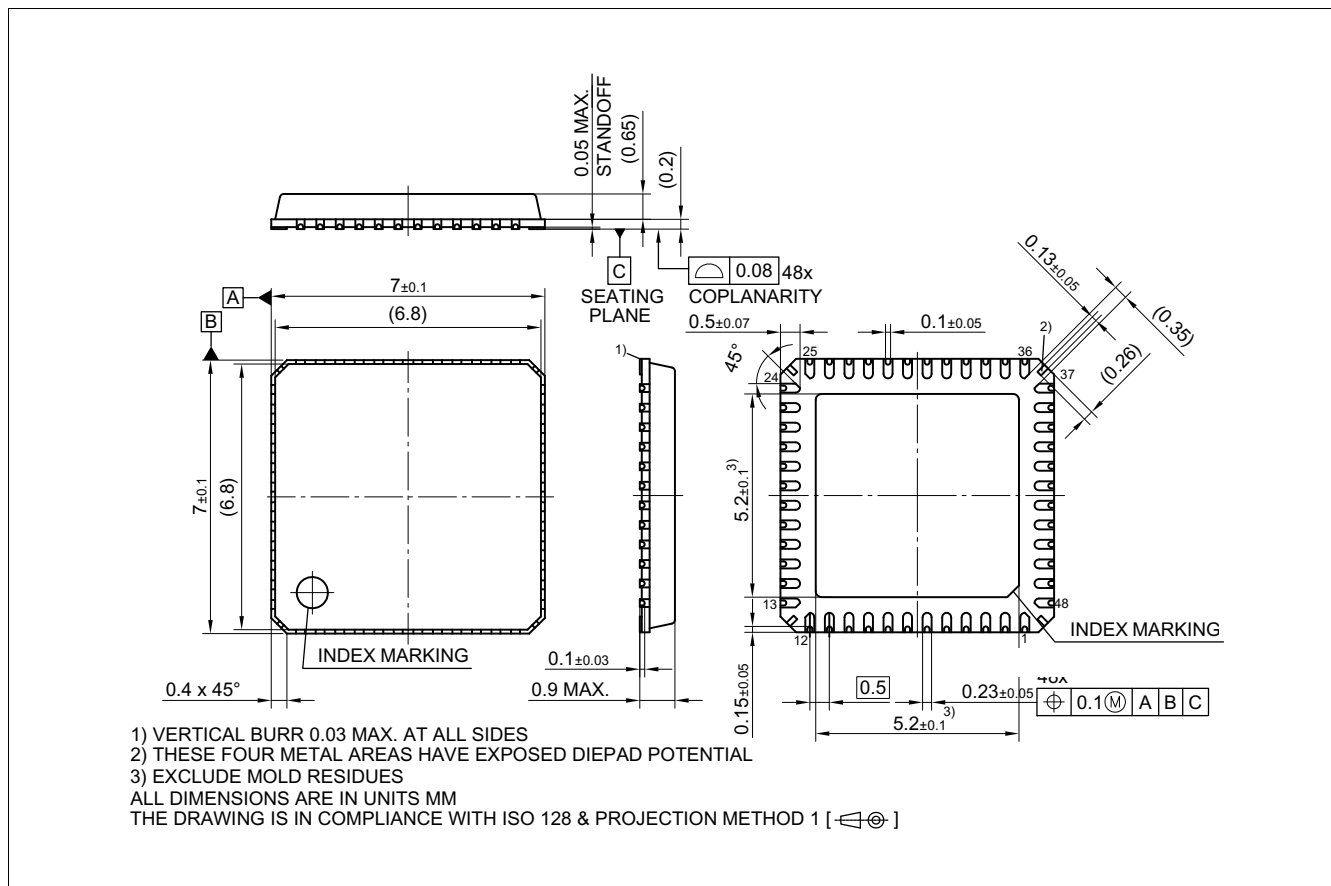 0.05 MAX.
STANDOFF
(0.65)
(0.2)
C
SEATING
PLANE
0.08 48x
COPLANARITY
A
B
7±0.1
(6.8)
7±0.1
(6.8)
INDEX MARKING
0.4 x 45°
1)
0.1±0.03
0.9 MAX.
0.5±0.07
0.1±0.05
0.13±0.05
(0.35)
(0.26)
2)
45°
25
36
24
37
5.2±0.1 3)
13
48
12
1
INDEX MARKING
0.15±0.05
0.5
0.23±0.05
5.2±0.1 3)
48x
⌖ 0.1 Ⓜ A B C
1) VERTICAL BURR 0.03 MAX. AT ALL SIDES
2) THESE FOUR METAL AREAS HAVE EXPOSED DIEPAD POTENTIAL
3) EXCLUDE MOLD RESIDUES
ALL DIMENSIONS ARE IN UNITS MM
THE DRAWING IS IN COMPLIANCE WITH ISO 128 & PROJECTION METHOD 1 [ ]